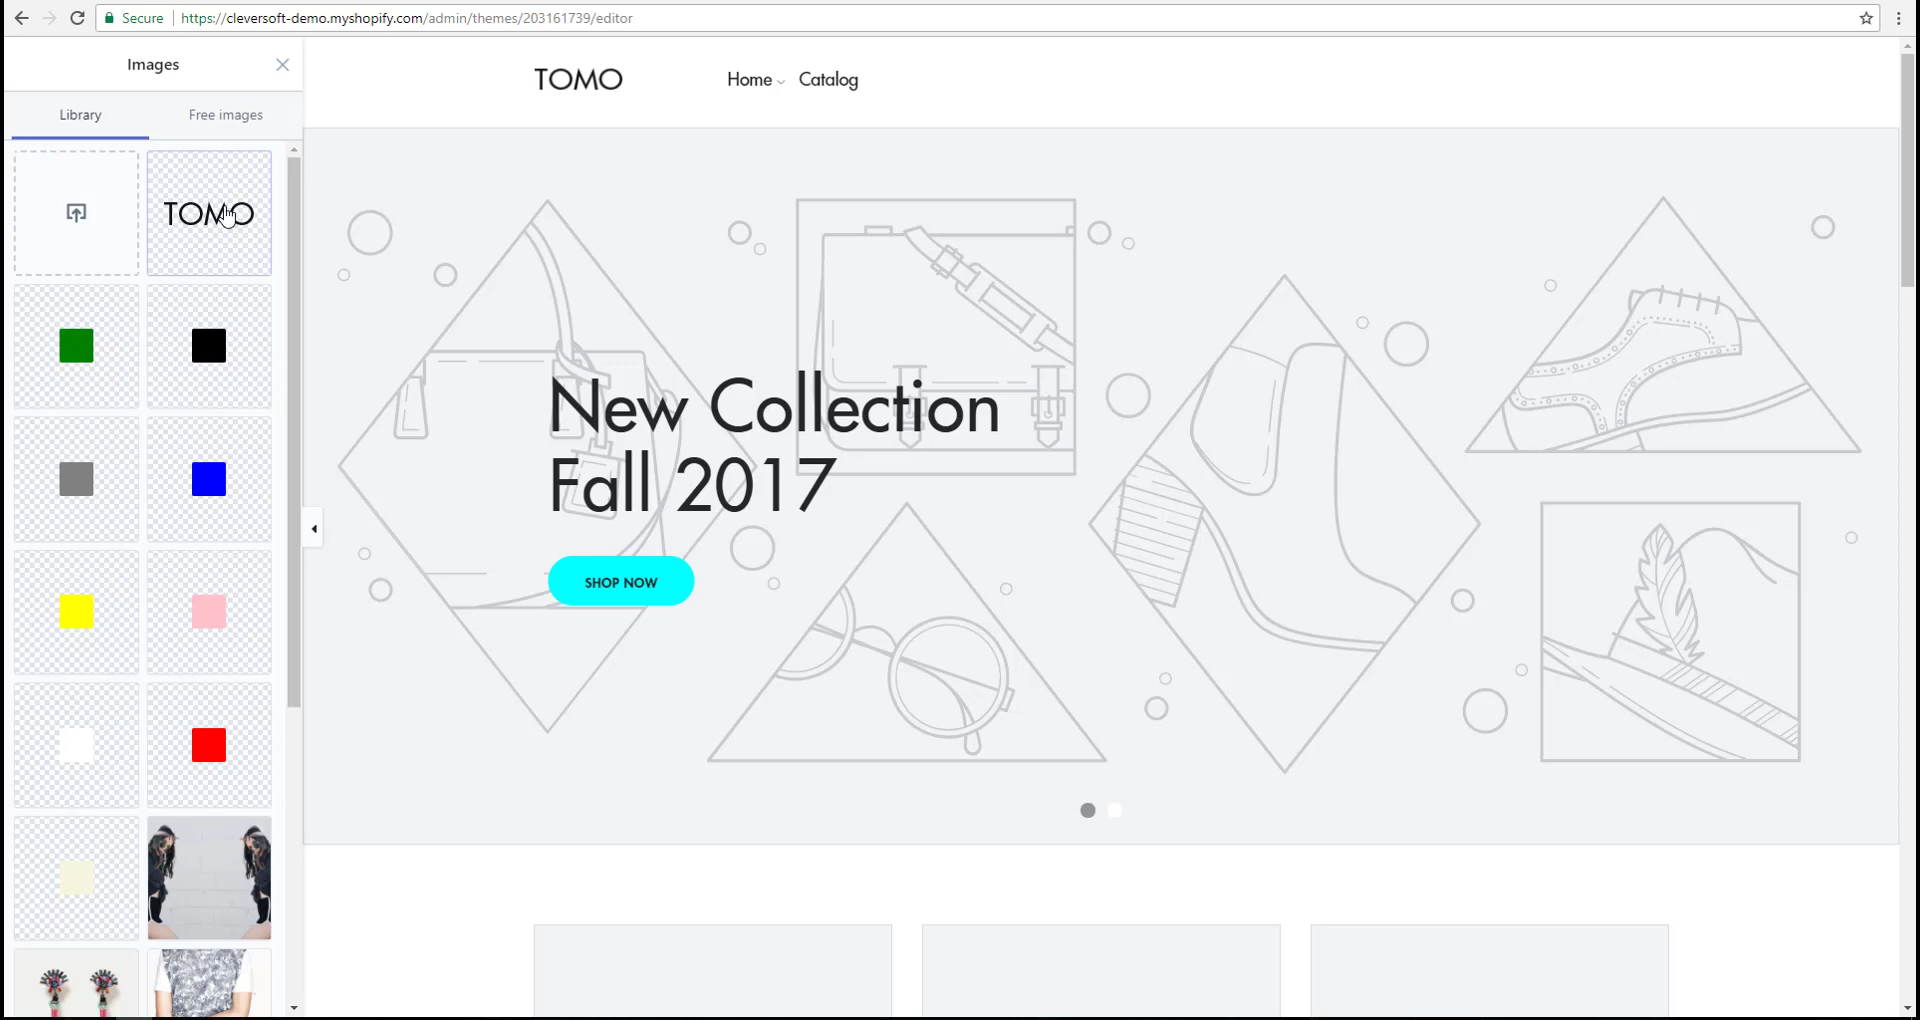 Secure
https://cleversoft-demo.myshopify.com/admin/themes/203161739/editor
Images
Library
Free images
TOMO
TOMO
Home
Catalog
New Collection
Fall 2017
SHOP NOW